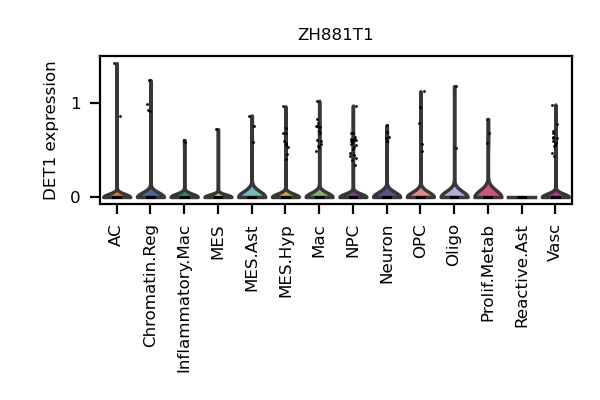 ZH881T1
DET1 expression
1
0
AC
Chromatin.Reg
Inflammatory.Mac
MES
MES.Ast
MES.Hyp
Mac
NPC
Neuron
OPC
Oligo
Prolif.Metab
Reactive.Ast
Vasc